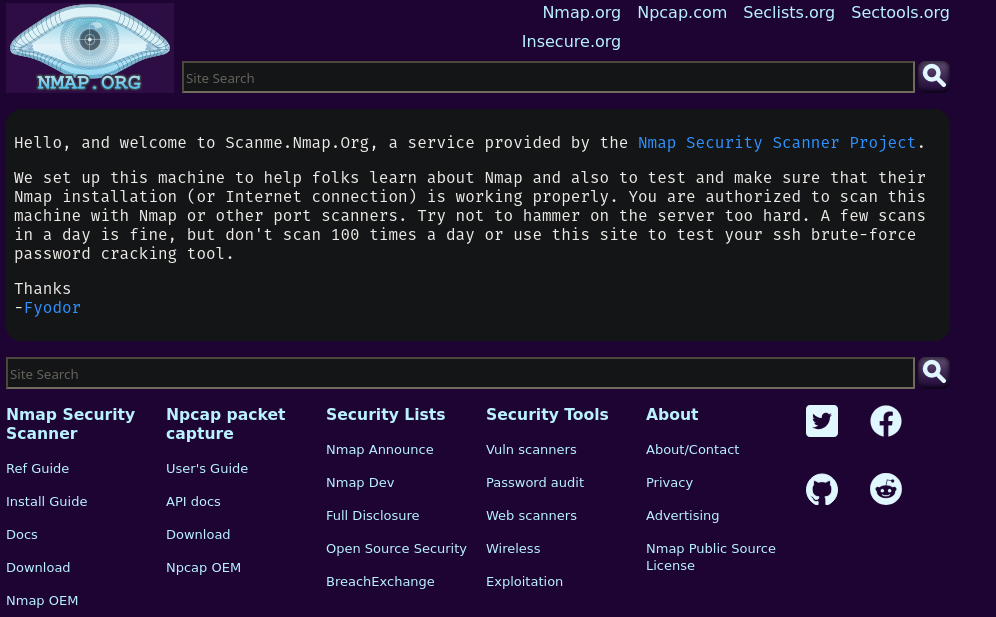 Nmap.org Npcap.com Seclists.org Sectools.org
Insecure.org
NMAP.ORG
Site Search
Hello, and welcome to Scanme.Nmap.Org, a service provided by the Nmap Security Scanner Project.
We set up this machine to help folks learn about Nmap and also to test and make sure that their
Nmap installation (or Internet connection) is working properly. You are authorized to scan this
machine with Nmap or other port scanners. Try not to hammer on the server too hard. A few scans
in a day is fine, but don't scan 100 times a day or use this site to test your ssh brute-force
password cracking tool.
Thanks
-Fyodor
Site Search
Nmap Security
Scanner
Ref Guide
Install Guide
Docs
Download
Nmap OEM
Npcap packet
capture
User's Guide
API docs
Download
Npcap OEM
Security Lists
Nmap Announce
Nmap Dev
Full Disclosure
Open Source Security
BreachExchange
Security Tools
Vuln scanners
Password audit
Web scanners
Wireless
Exploitation
About
About/Contact
Privacy
Advertising
Nmap Public Source
License